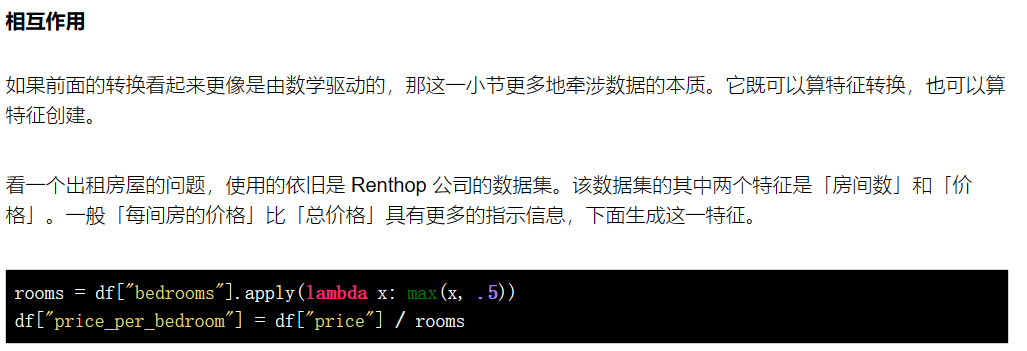 相互作用
如果前面的转换看起来更像是由数学驱动的，那这一小节更多地牵涉数据的本质。它既可以算特征转换，也可以算
特征创建。
看一个出租房屋的问题，使用的依旧是 Renthop 公司的数据集。该数据集的其中两个特征是「房间数」和「价
格」。一般「每间房的价格」比「总价格」具有更多的指示信息，下面生成这一特征。
rooms = df["bedrooms"].apply(lambda x: max(x, .5))
df["price_per_bedroom"] = df["price"] / rooms